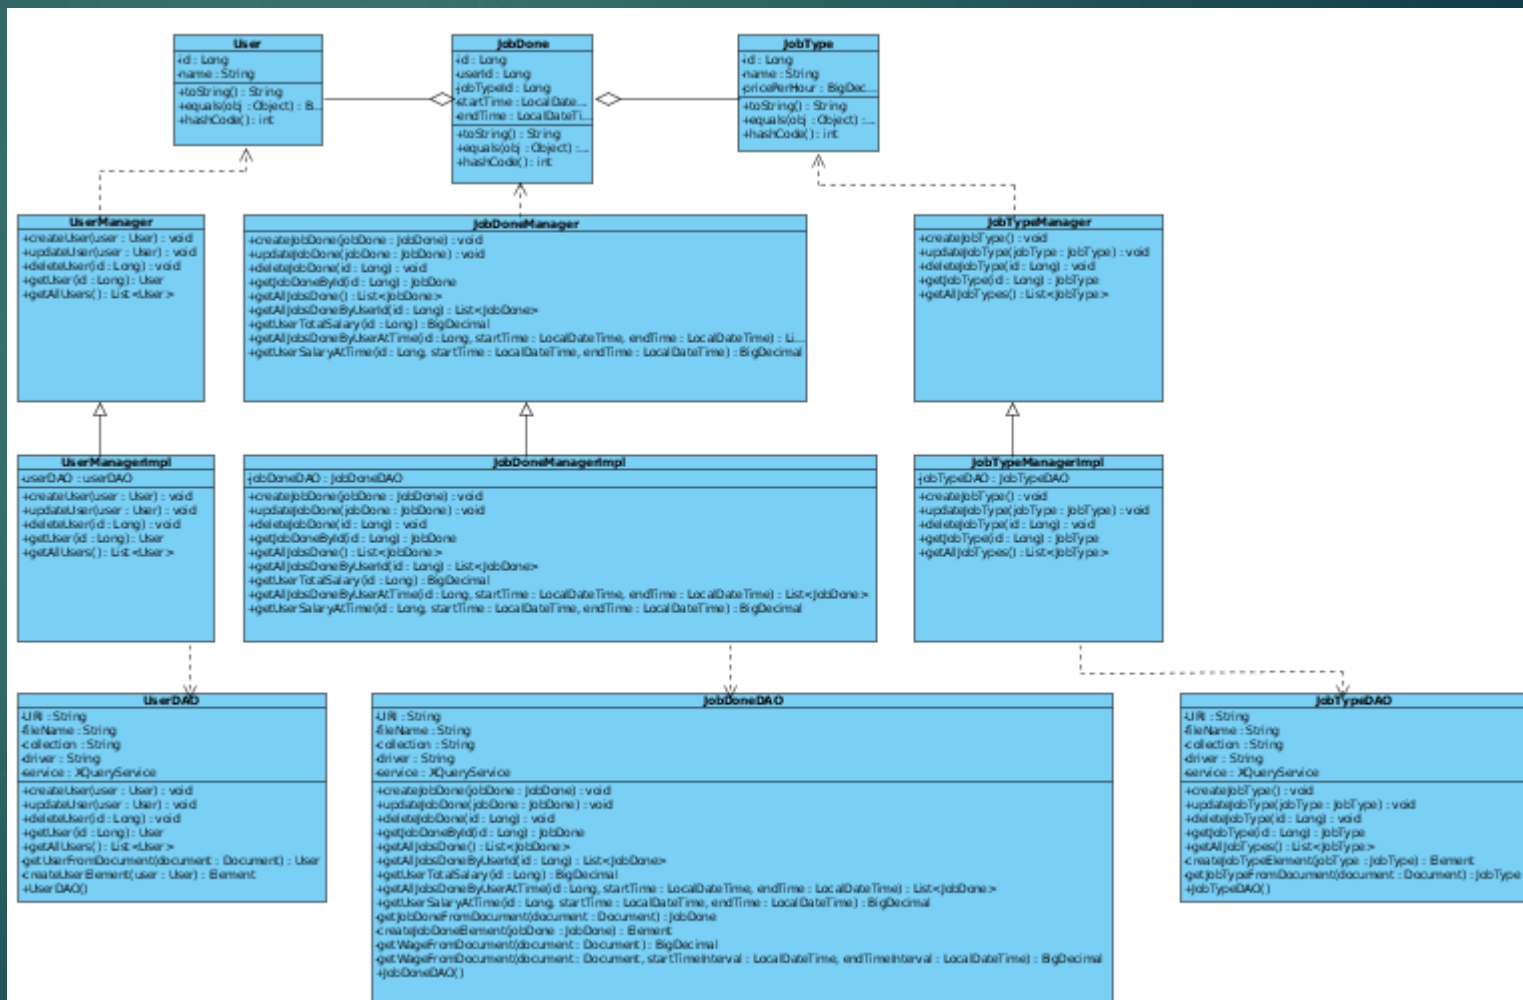 User
-id : Long
-name : String
+toString() : String
+equals(obj : Object) : B...
+hashCode() : int
JobDone
-id : Long
-userId : Long
-jobTypeId : Long
-startTime : LocalDate...
-endTime : LocalDateTi...
+toString() : String
+equals(obj : Object) :...
+hashCode() : int
JobType
-id : Long
-name : String
-pricePerHour : BigDec...
+toString() : String
+equals(obj : Object) :...
+hashCode() : int
UserManager
+createUser(user : User) : void
+updateUser(user : User) : void
+deleteUser(id : Long) : void
+getUser(id : Long) : User
+getAllUsers() : List<User>
JobDoneManager
+createJobDone(jobDone : JobDone) : void
+updateJobDone(jobDone : JobDone) : void
+deleteJobDone(id : Long) : void
+getJobDoneById(id : Long) : JobDone
+getAllJobsDone() : List<JobDone>
+getAllJobsDoneByUserId(id : Long) : List<JobDone>
+getUserTotalSalary(id : Long) : BigDecimal
+getAllJobsDoneByUserAtTime(id : Long, startTime : LocalDateTime, endTime : LocalDateTime) : Li...
+getUserSalaryAtTime(id : Long, startTime : LocalDateTime, endTime : LocalDateTime) : BigDecimal
JobTypeManager
+createJobType() : void
+updateJobType(jobType : JobType) : void
+deleteJobType(id : Long) : void
+getJobType(id : Long) : JobType
+getAllJobTypes() : List<JobType>
UserManagerImpl
-userDAO : userDAO
+createUser(user : User) : void
+updateUser(user : User) : void
+deleteUser(id : Long) : void
+getUser(id : Long) : User
+getAllUsers() : List<User>
JobDoneManagerImpl
-jobDoneDAO : JobDoneDAO
+createJobDone(jobDone : JobDone) : void
+updateJobDone(jobDone : JobDone) : void
+deleteJobDone(id : Long) : void
+getJobDoneById(id : Long) : JobDone
+getAllJobsDone() : List<JobDone>
+getAllJobsDoneByUserId(id : Long) : List<JobDone>
+getUserTotalSalary(id : Long) : BigDecimal
+getAllJobsDoneByUserAtTime(id : Long, startTime : LocalDateTime, endTime : LocalDateTime) : List<JobDone>
+getUserSalaryAtTime(id : Long, startTime : LocalDateTime, endTime : LocalDateTime) : BigDecimal
JobTypeManagerImpl
-jobTypeDAO : JobTypeDAO
+createJobType() : void
+updateJobType(jobType : JobType) : void
+deleteJobType(id : Long) : void
+getJobType(id : Long) : JobType
+getAllJobTypes() : List<JobType>
UserDAO
-URI : String
-fileName : String
-collection : String
-driver : String
-service : XQueryService
+createUser(user : User) : void
+updateUser(user : User) : void
+deleteUser(id : Long) : void
+getUser(id : Long) : User
+getAllUsers() : List<User>
-getUserFromDocument(document : Document) : User
-createUserElement(user : User) : Element
+UserDAO()
JobDoneDAO
-URI : String
-fileName : String
-collection : String
-driver : String
-service : XQueryService
+createJobDone(jobDone : JobDone) : void
+updateJobDone(jobDone : JobDone) : void
+deleteJobDone(id : Long) : void
+getJobDoneById(id : Long) : JobDone
+getAllJobsDone() : List<JobDone>
+getAllJobsDoneByUserId(id : Long) : List<JobDone>
+getUserTotalSalary(id : Long) : BigDecimal
+getAllJobsDoneByUserAtTime(id : Long, startTime : LocalDateTime, endTime : LocalDateTime) : List<JobDone>
+getUserSalaryAtTime(id : Long, startTime : LocalDateTime, endTime : LocalDateTime) : BigDecimal
-getJobDoneFromDocument(document : Document) : JobDone
-createJobDoneElement(jobDone : JobDone) : Element
-getWageFromDocument(document : Document) : BigDecimal
-getWageFromDocument(document : Document, startTimeInterval : LocalDateTime, endTimeInterval : LocalDateTime) : BigDecimal
+JobDoneDAO()
JobTypeDAO
-URI : String
-fileName : String
-collection : String
-driver : String
-service : XQueryService
+createJobType() : void
+updateJobType(jobType : JobType) : void
+deleteJobType(id : Long) : void
+getJobType(id : Long) : JobType
+getAllJobTypes() : List<JobType>
-createJobTypeElement(jobType : JobType) : Element
-getJobTypeFromDocument(document : Document) : JobType
+JobTypeDAO()